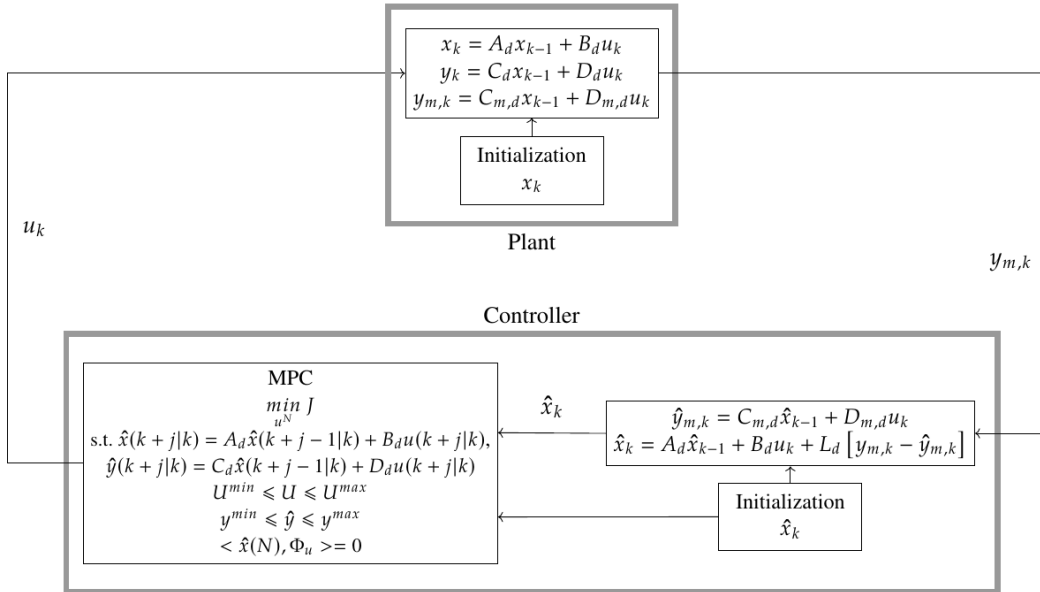 x_k = A_d x_{k−1} + B_d u_k
y_k = C_d x_{k−1} + D_d u_k
y_{m,k} = C_{m,d} x_{k−1} + D_{m,d} u_k
Initialization
x_k
Plant
u_k
y_{m,k}
Controller
MPC
min J
u^N
s.t. x̂(k + j|k) = A_d x̂(k + j − 1|k) + B_d u(k + j|k),
ŷ(k + j|k) = C_d x̂(k + j − 1|k) + D_d u(k + j|k)
U^{min} ⩽ U ⩽ U^{max}
y^{min} ⩽ ŷ ⩽ y^{max}
< x̂(N), Φ_u >= 0
x̂_k
ŷ_{m,k} = C_{m,d} x̂_{k−1} + D_{m,d} u_k
x̂_k = A_d x̂_{k−1} + B_d u_k + L_d [y_{m,k} − ŷ_{m,k}]
Initialization
x̂_k